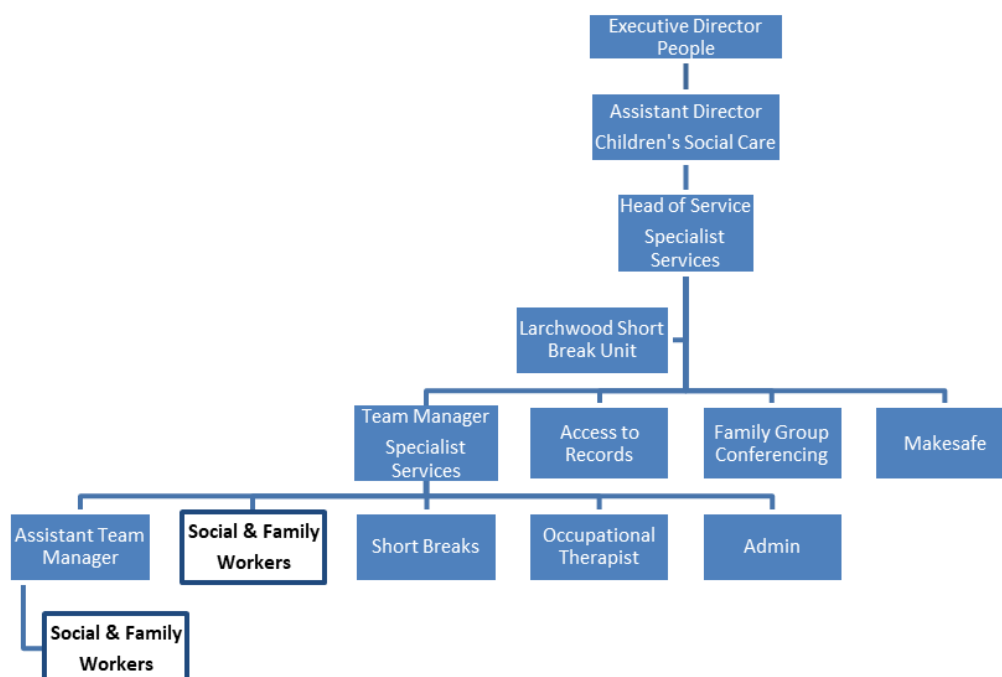 Executive Director
People
Assistant Director
Children's Social Care
Head of Service
Specialist
Services
Larchwood Short
Break Unit
Team Manager
Specialist
Services
Access to
Records
Family Group
Conferencing
Makesafe
Assistant Team
Manager
Social & Family
Workers
Short Breaks
Occupational
Therapist
Admin
Social & Family
Workers